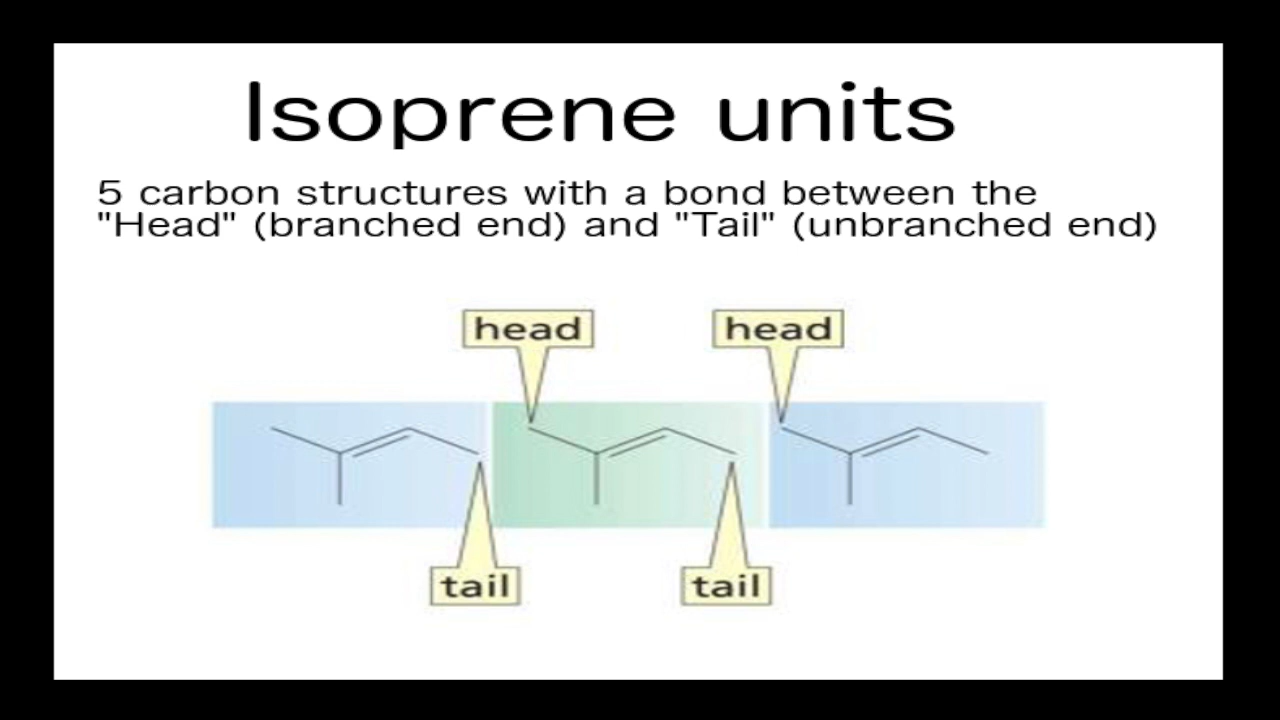 Isoprene units
5 carbon structures with a bond between the
"Head" (branched end) and "Tail" (unbranched end)
head head
tail tail